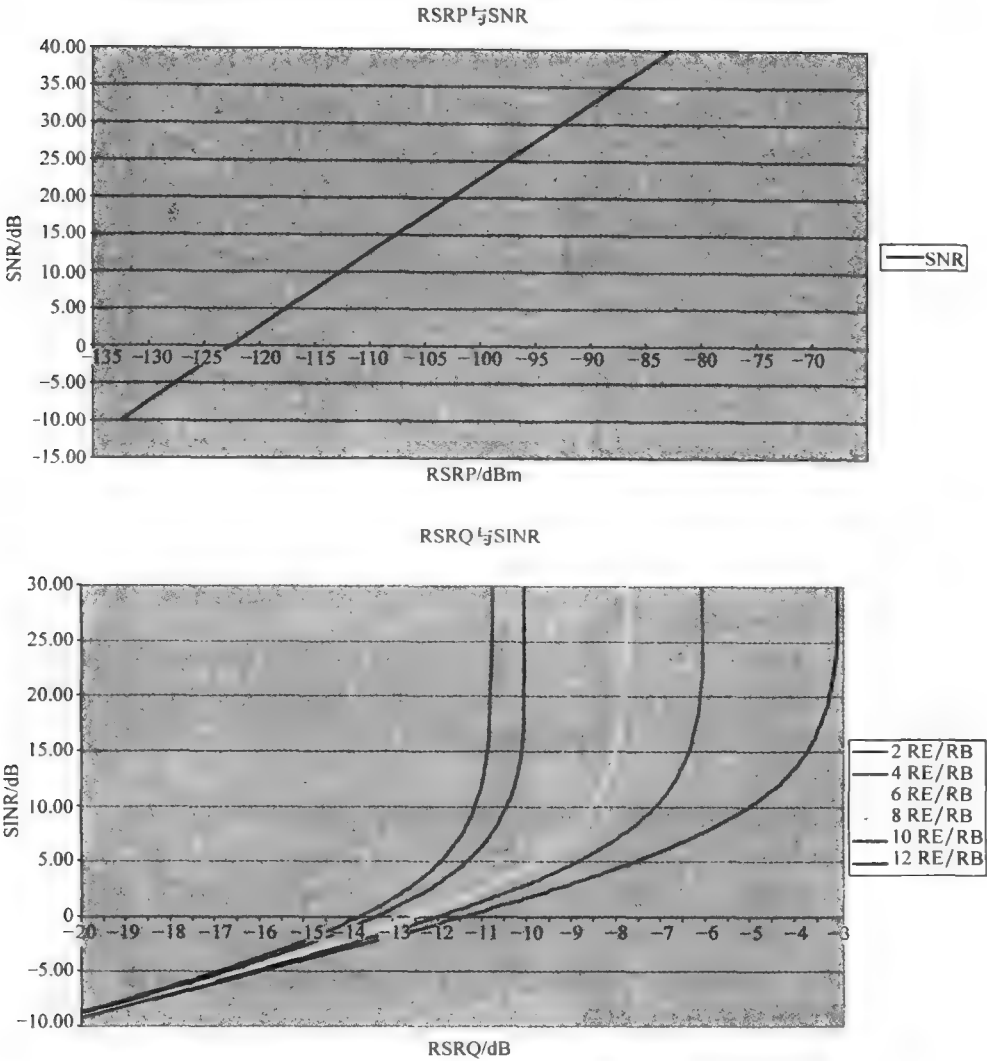 RSRP与SNR
40.00
35.00
30.00
25.00
20.00
15.00
10.00
5.00
0
-5.00
-10.00
-15.00
SNR/dB
-135 -130 -125 -120 -115 -110 -105 -100 -95 -90 -85 -80 -75 -70
RSRP/dBm
SNR
RSRQ与SINR
30.00
25.00
20.00
15.00
10.00
5.00
0
-5.00
-10.00
SINR/dB
-20 -19 -18 -17 -16 -15 -14 -13 -12 -11 -10 -9 -8 -7 -6 -5 -4 -3
RSRQ/dB
2 RE/RB
4 RE/RB
6 RE/RB
8 RE/RB
10 RE/RB
12 RE/RB